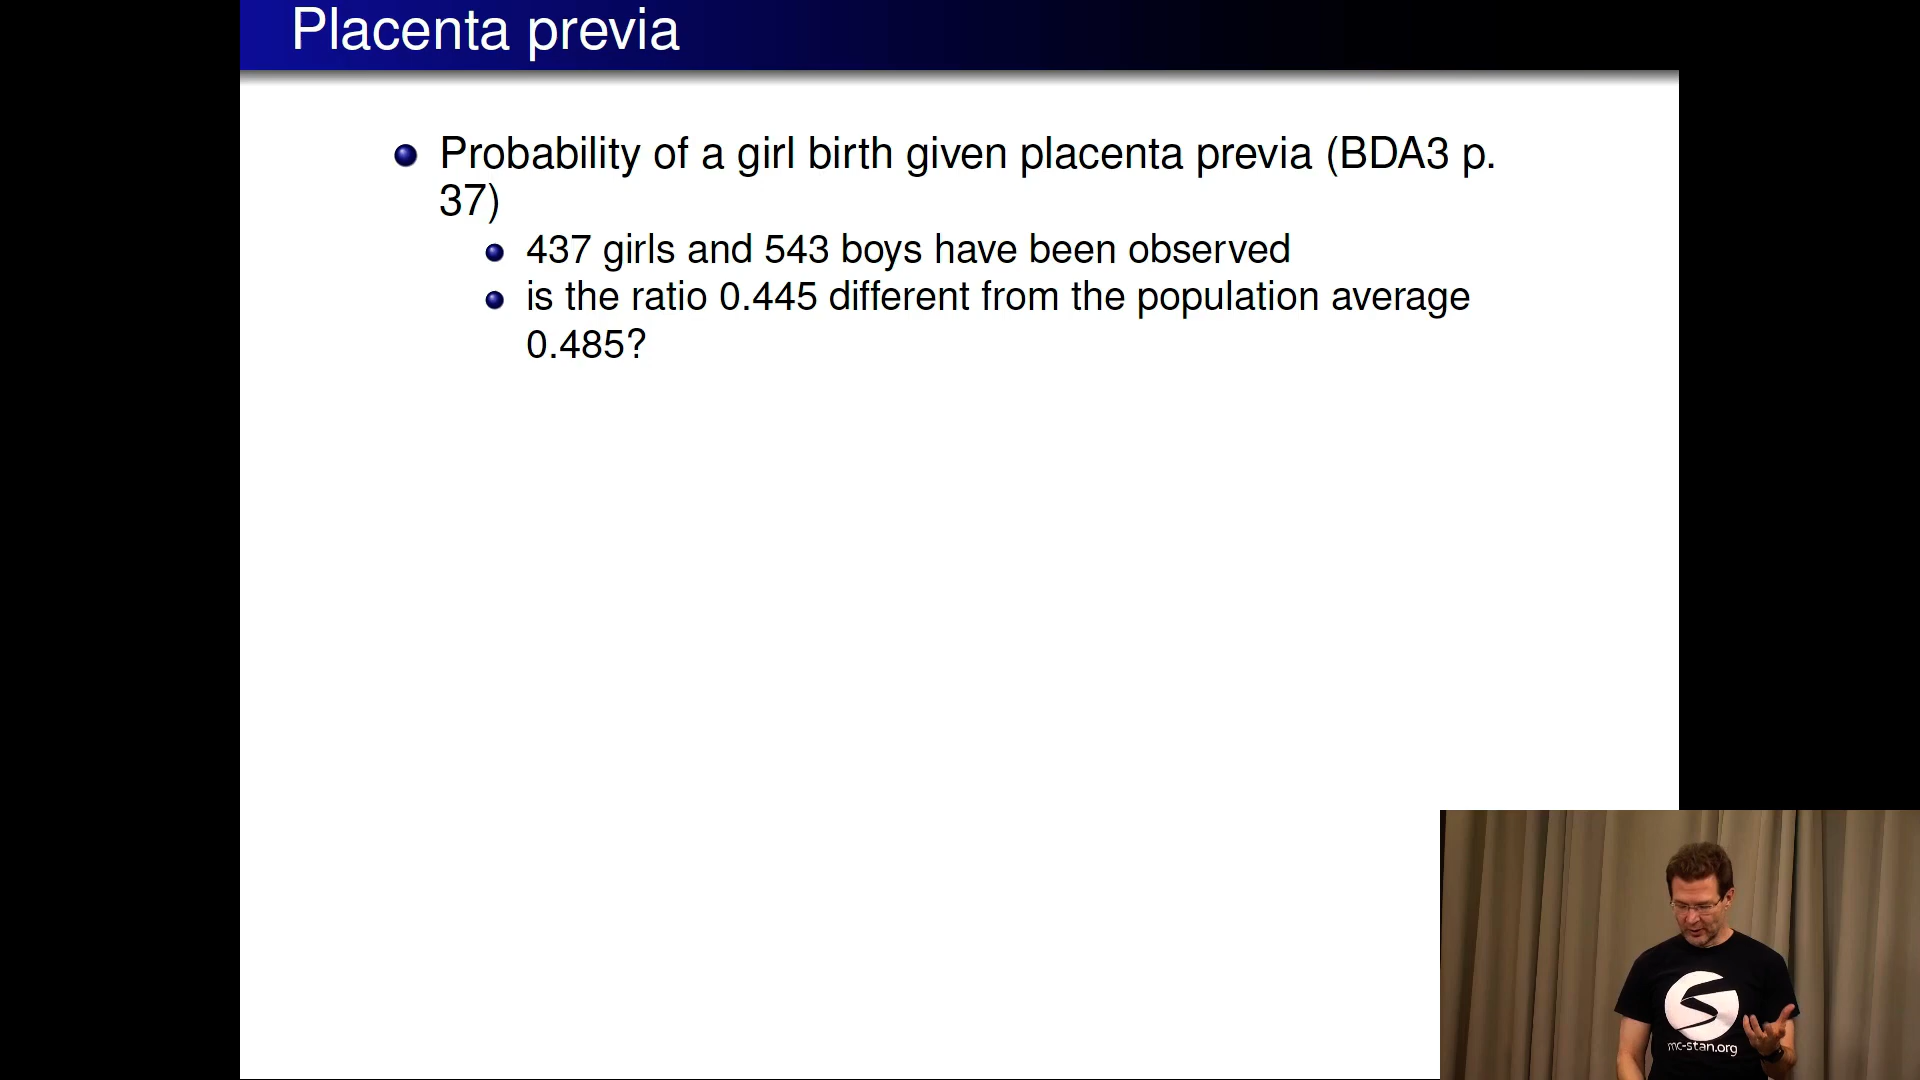 Placenta previa
Probability of a girl birth given placenta previa (BDA3 p.
37)
437 girls and 543 boys have been observed
is the ratio 0.445 different from the population average
0.485?
mc-stan.org